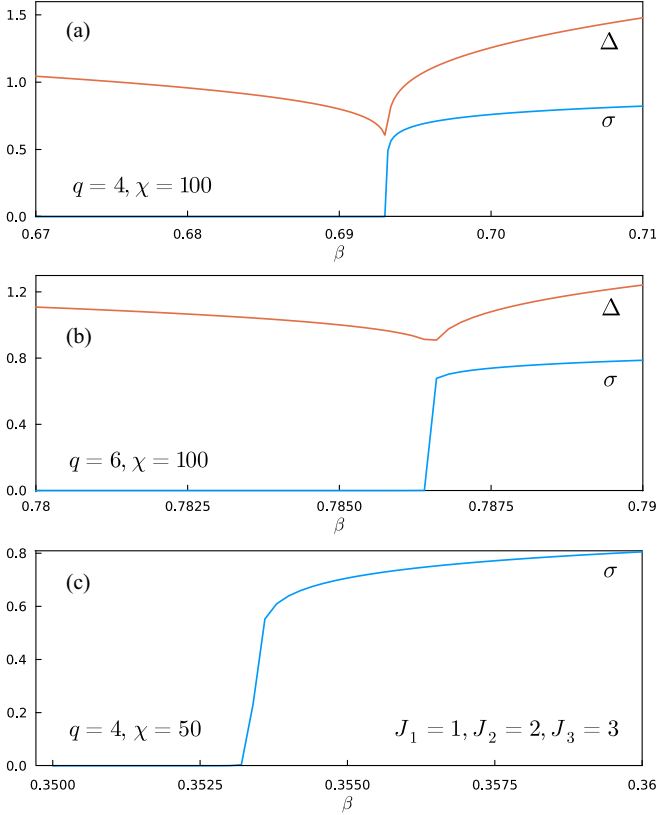 1.5
(a)
Δ
1.0
σ
0.5
q = 4, χ = 100
0.0
0.67 0.68 0.69 0.70 0.71
β
1.2
(b)
Δ
0.8
σ
0.4
q = 6, χ = 100
0.0
0.78 0.7825 0.7850 0.7875 0.79
β
0.8
(c)
σ
0.6
0.4
0.2
q = 4, χ = 50 J₁ = 1, J₂ = 2, J₃ = 3
0.0
0.3500 0.3525 0.3550 0.3575 0.36
β